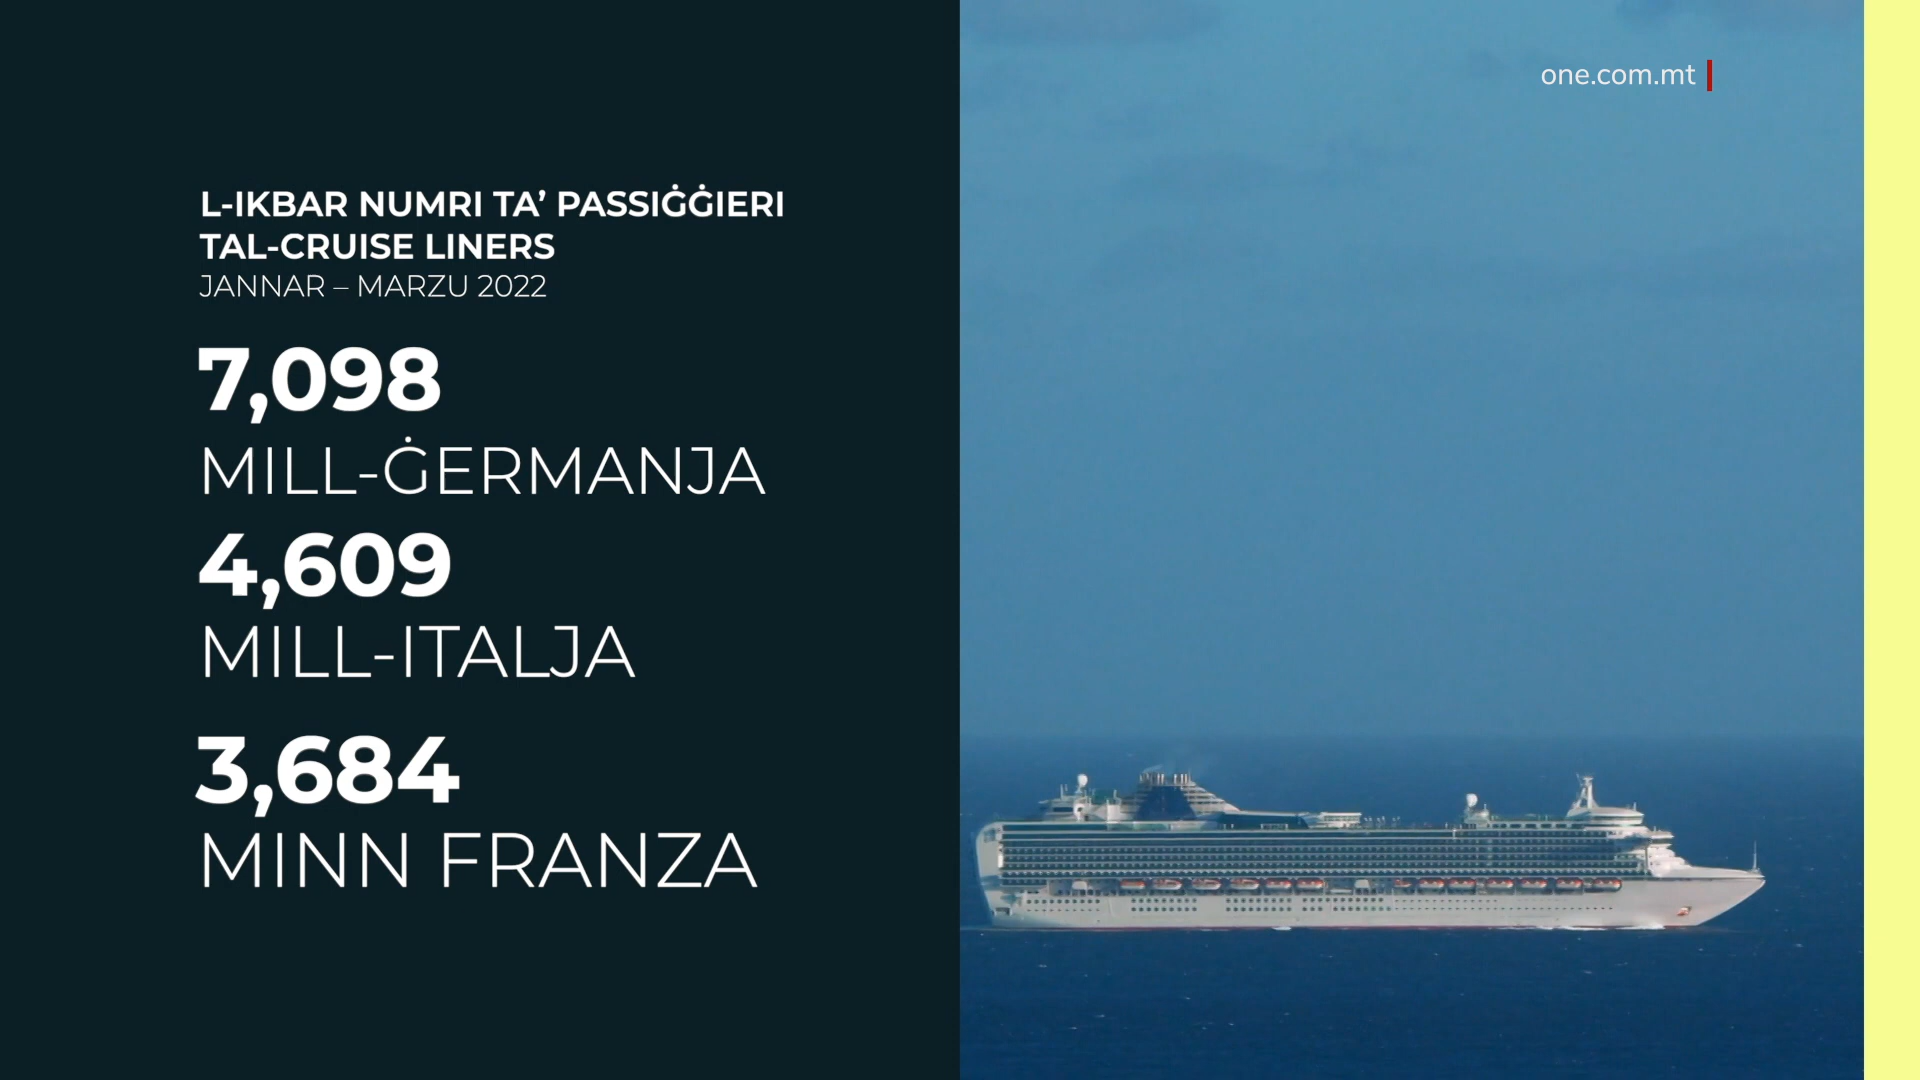 one.com.mt
L-IKBAR NUMRI TA’ PASSIĠĠIERI
TAL-CRUISE LINERS
JANNAR – MARZU 2022
7,098
MILL-ĠERMANJA
4,609
MILL-ITALJA
3,684
MINN FRANZA